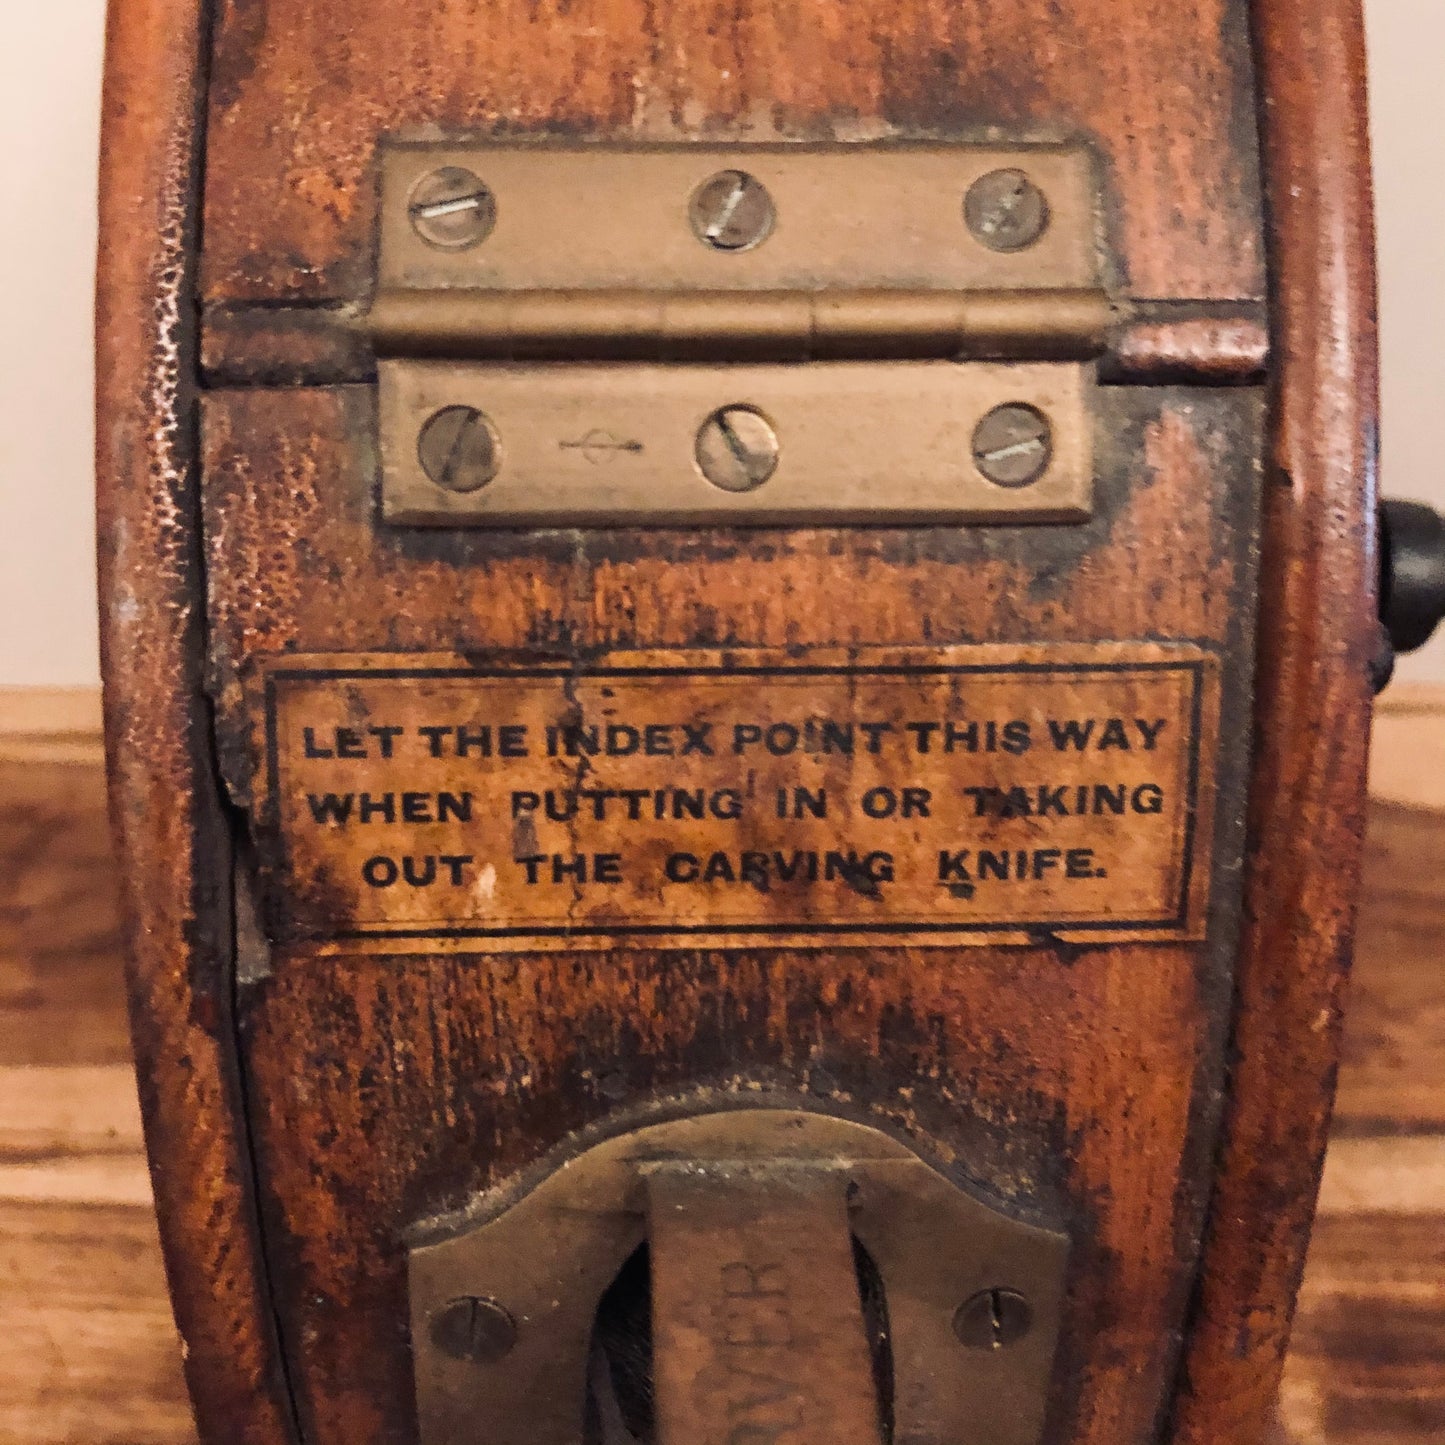 LET THE INDEX POINT THIS WAY
WHEN PUTTING IN OR TAKING
OUT THE CARVING KNIFE.